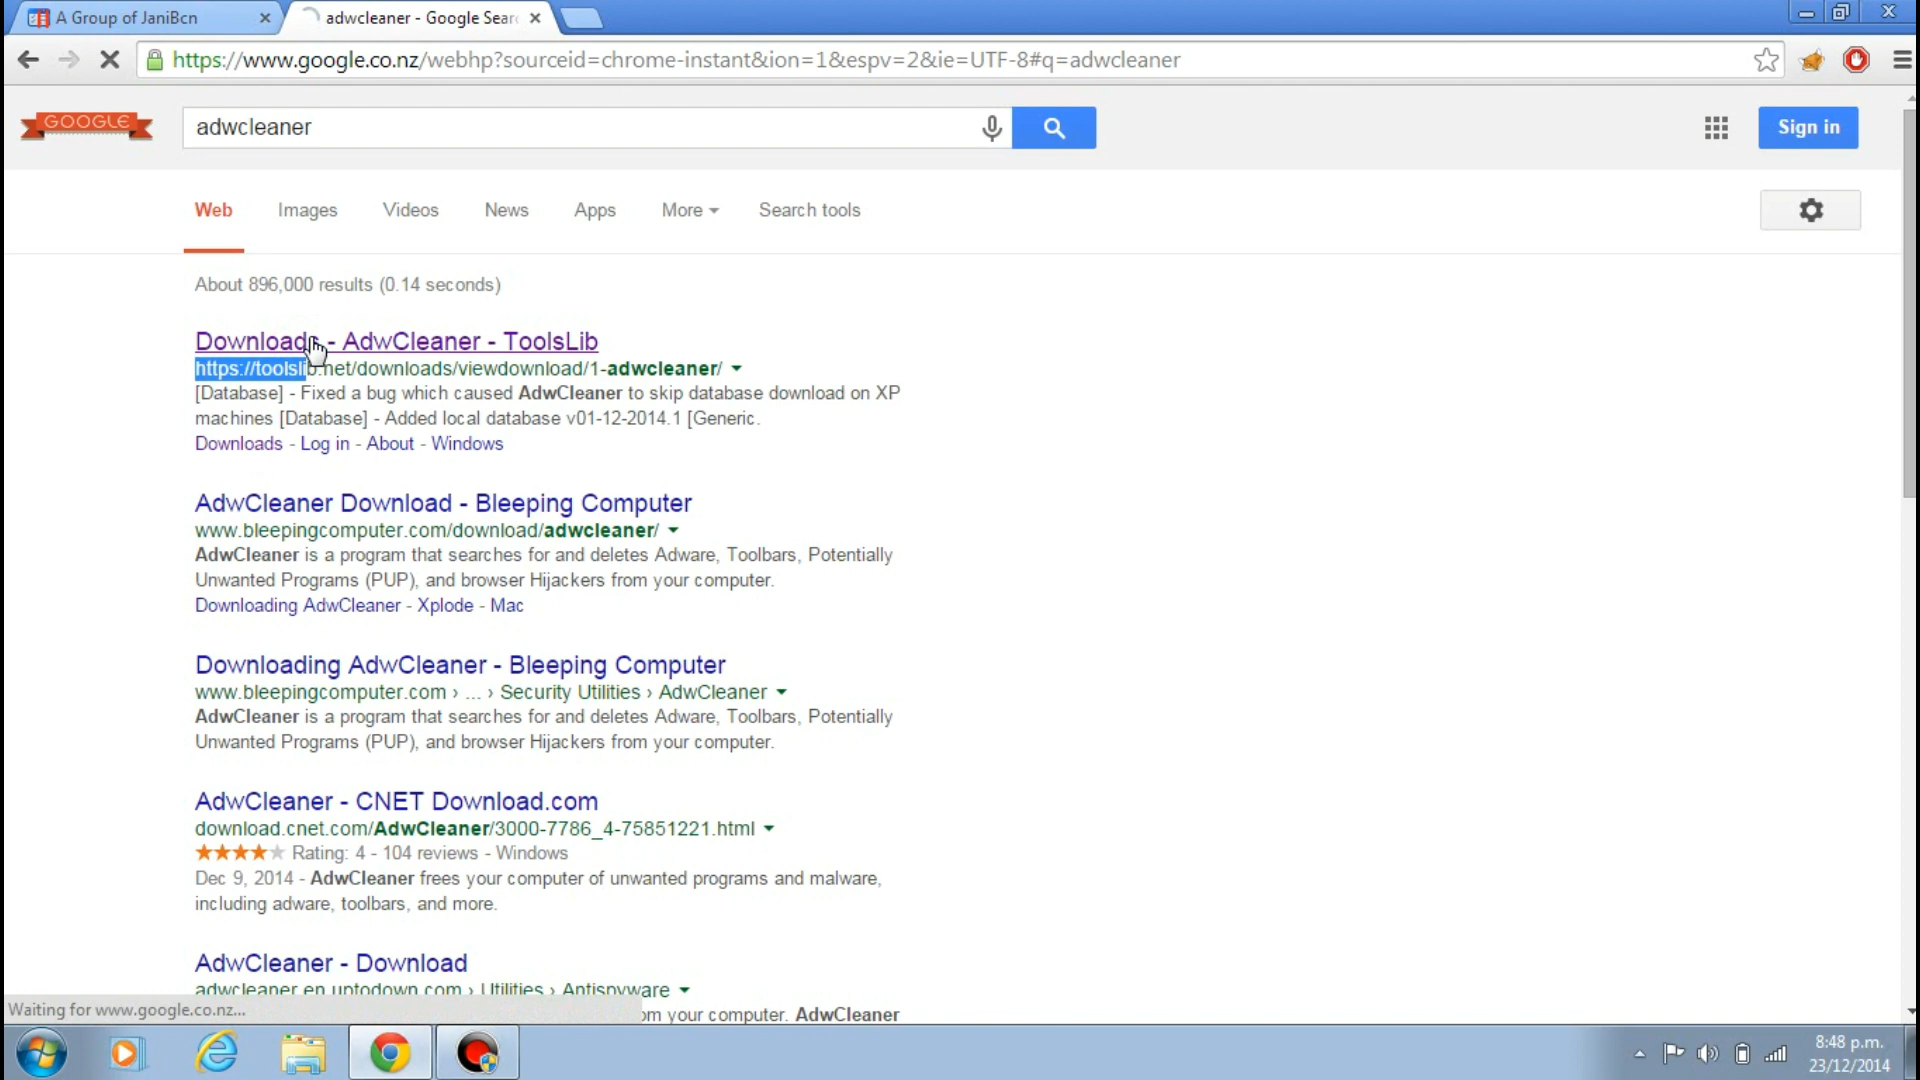 A Group of JaniBcn
adwcleaner - Google Sear
https://www.google.co.nz/webhp?sourceid=chrome-instant&ion=1&espv=2&ie=UTF-8#q=adwcleaner
GOOGLE
adwcleaner
Sign in
Web Images Videos News Apps More Search tools
About 896,000 results (0.14 seconds)
Downloads - AdwCleaner - ToolsLib
https://toolslib.net/downloads/viewdownload/1-adwcleaner/
[Database] - Fixed a bug which caused AdwCleaner to skip database download on XP
machines [Database] - Added local database v01-12-2014.1 [Generic.
Downloads - Log in - About - Windows
AdwCleaner Download - Bleeping Computer
www.bleepingcomputer.com/download/adwcleaner/
AdwCleaner is a program that searches for and deletes Adware, Toolbars, Potentially
Unwanted Programs (PUP), and browser Hijackers from your computer.
Downloading AdwCleaner - Xplode - Mac
Downloading AdwCleaner - Bleeping Computer
www.bleepingcomputer.com › ... › Security Utilities › AdwCleaner
AdwCleaner is a program that searches for and deletes Adware, Toolbars, Potentially
Unwanted Programs (PUP), and browser Hijackers from your computer.
AdwCleaner - CNET Download.com
download.cnet.com/AdwCleaner/3000-7786_4-75851221.html
Rating: 4 - 104 reviews - Windows
Dec 9, 2014 - AdwCleaner frees your computer of unwanted programs and malware,
including adware, toolbars, and more.
AdwCleaner - Download
adwcleaner.en.uptodown.com › Utilities › Antispyware
Waiting for www.google.co.nz...
om your computer. AdwCleaner
8:48 p.m.
23/12/2014